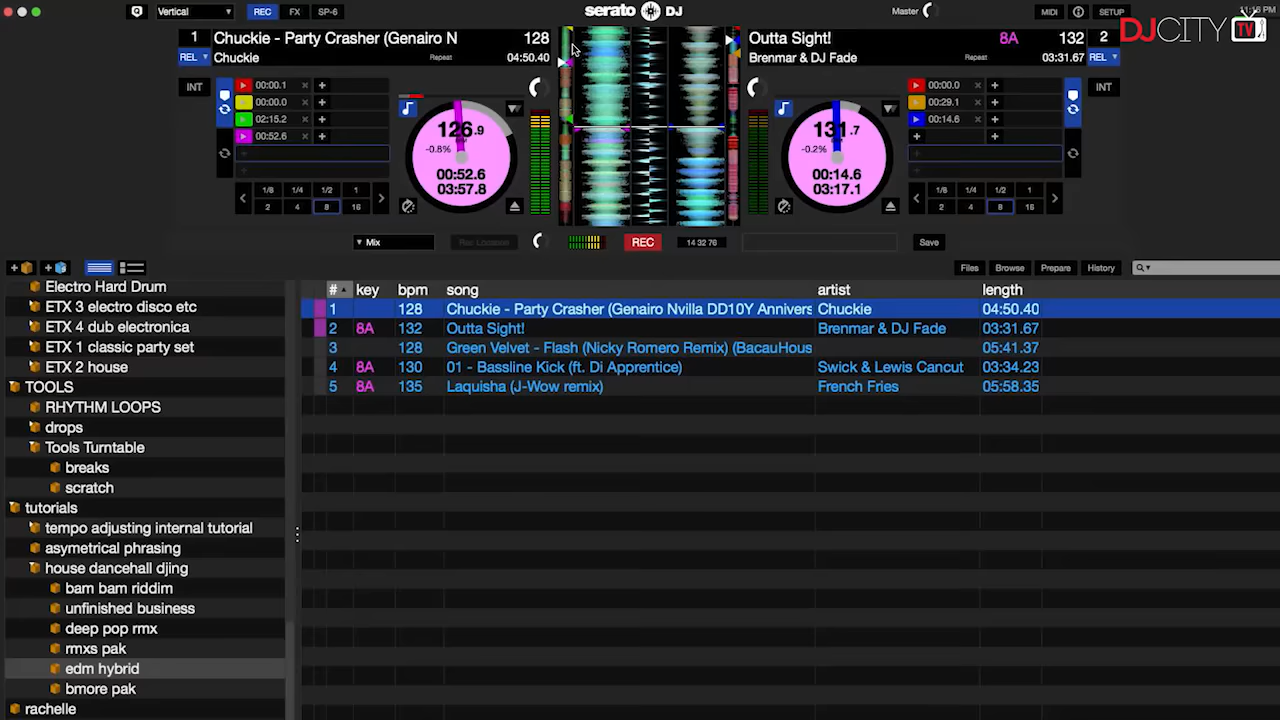 Vertical REC FX SP-6 serato DJ Master MIDI SETUP 11:16 PM
DJCITY TV
1 Chuckie - Party Crasher (Genairo N 128
REL Chuckie Repeat 04:50.40
Outta Sight! 8A 132 2
Brenmar & DJ Fade Repeat 03:31.67 REL
INT
00:00.1
00:00.0
02:15.2
00:52.6
1/8 1/4 1/2 1
2 4 8 16
126.9
-0.8%
00:52.6
03:57.8
131.7
-0.2%
00:14.6
03:17.1
00:00.0
00:29.1
00:14.6
1/8 1/4 1/2 1
2 4 8 16
INT
Mix Rec Location REC 14 32 76 Save
Files Browse Prepare History
Electro Hard Drum
ETX 3 electro disco etc
ETX 4 dub electronica
ETX 1 classic party set
ETX 2 house
TOOLS
RHYTHM LOOPS
drops
Tools Turntable
breaks
scratch
tutorials
tempo adjusting internal tutorial
asymetrical phrasing
house dancehall djing
bam bam riddim
unfinished business
deep pop rmx
rmxs pak
edm hybrid
bmore pak
rachelle
# key bpm song artist length
1 128 Chuckie - Party Crasher (Genairo Nvilla DD10Y Annivers Chuckie 04:50.40
2 8A 132 Outta Sight! Brenmar & DJ Fade 03:31.67
3 128 Green Velvet - Flash (Nicky Romero Remix) (BacauHous 05:41.37
4 8A 130 01 - Bassline Kick (ft. Di Apprentice) Swick & Lewis Cancut 03:34.23
5 8A 135 Laquisha (J-Wow remix) French Fries 05:58.35